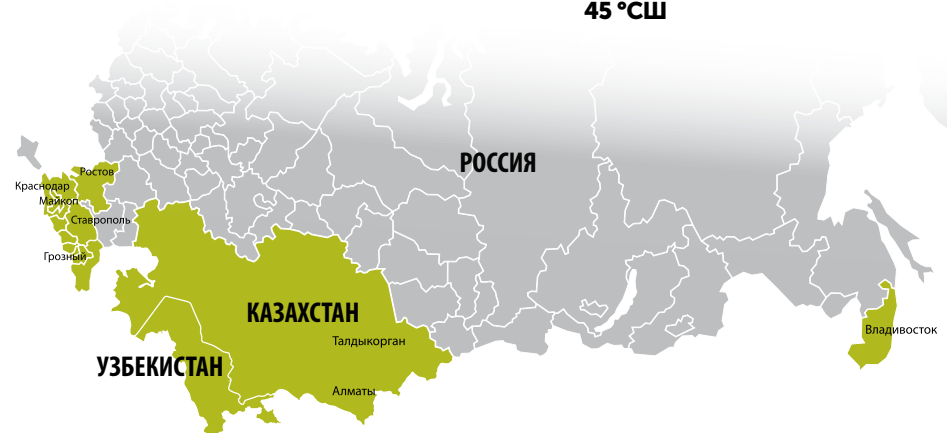 45 °СШ
РОССИЯ
Ростов
Краснодар
Майкоп
Ставрополь
Грозный
КАЗАХСТАН
Талдыкорган
Владивосток
УЗБЕКИСТАН
Алматы